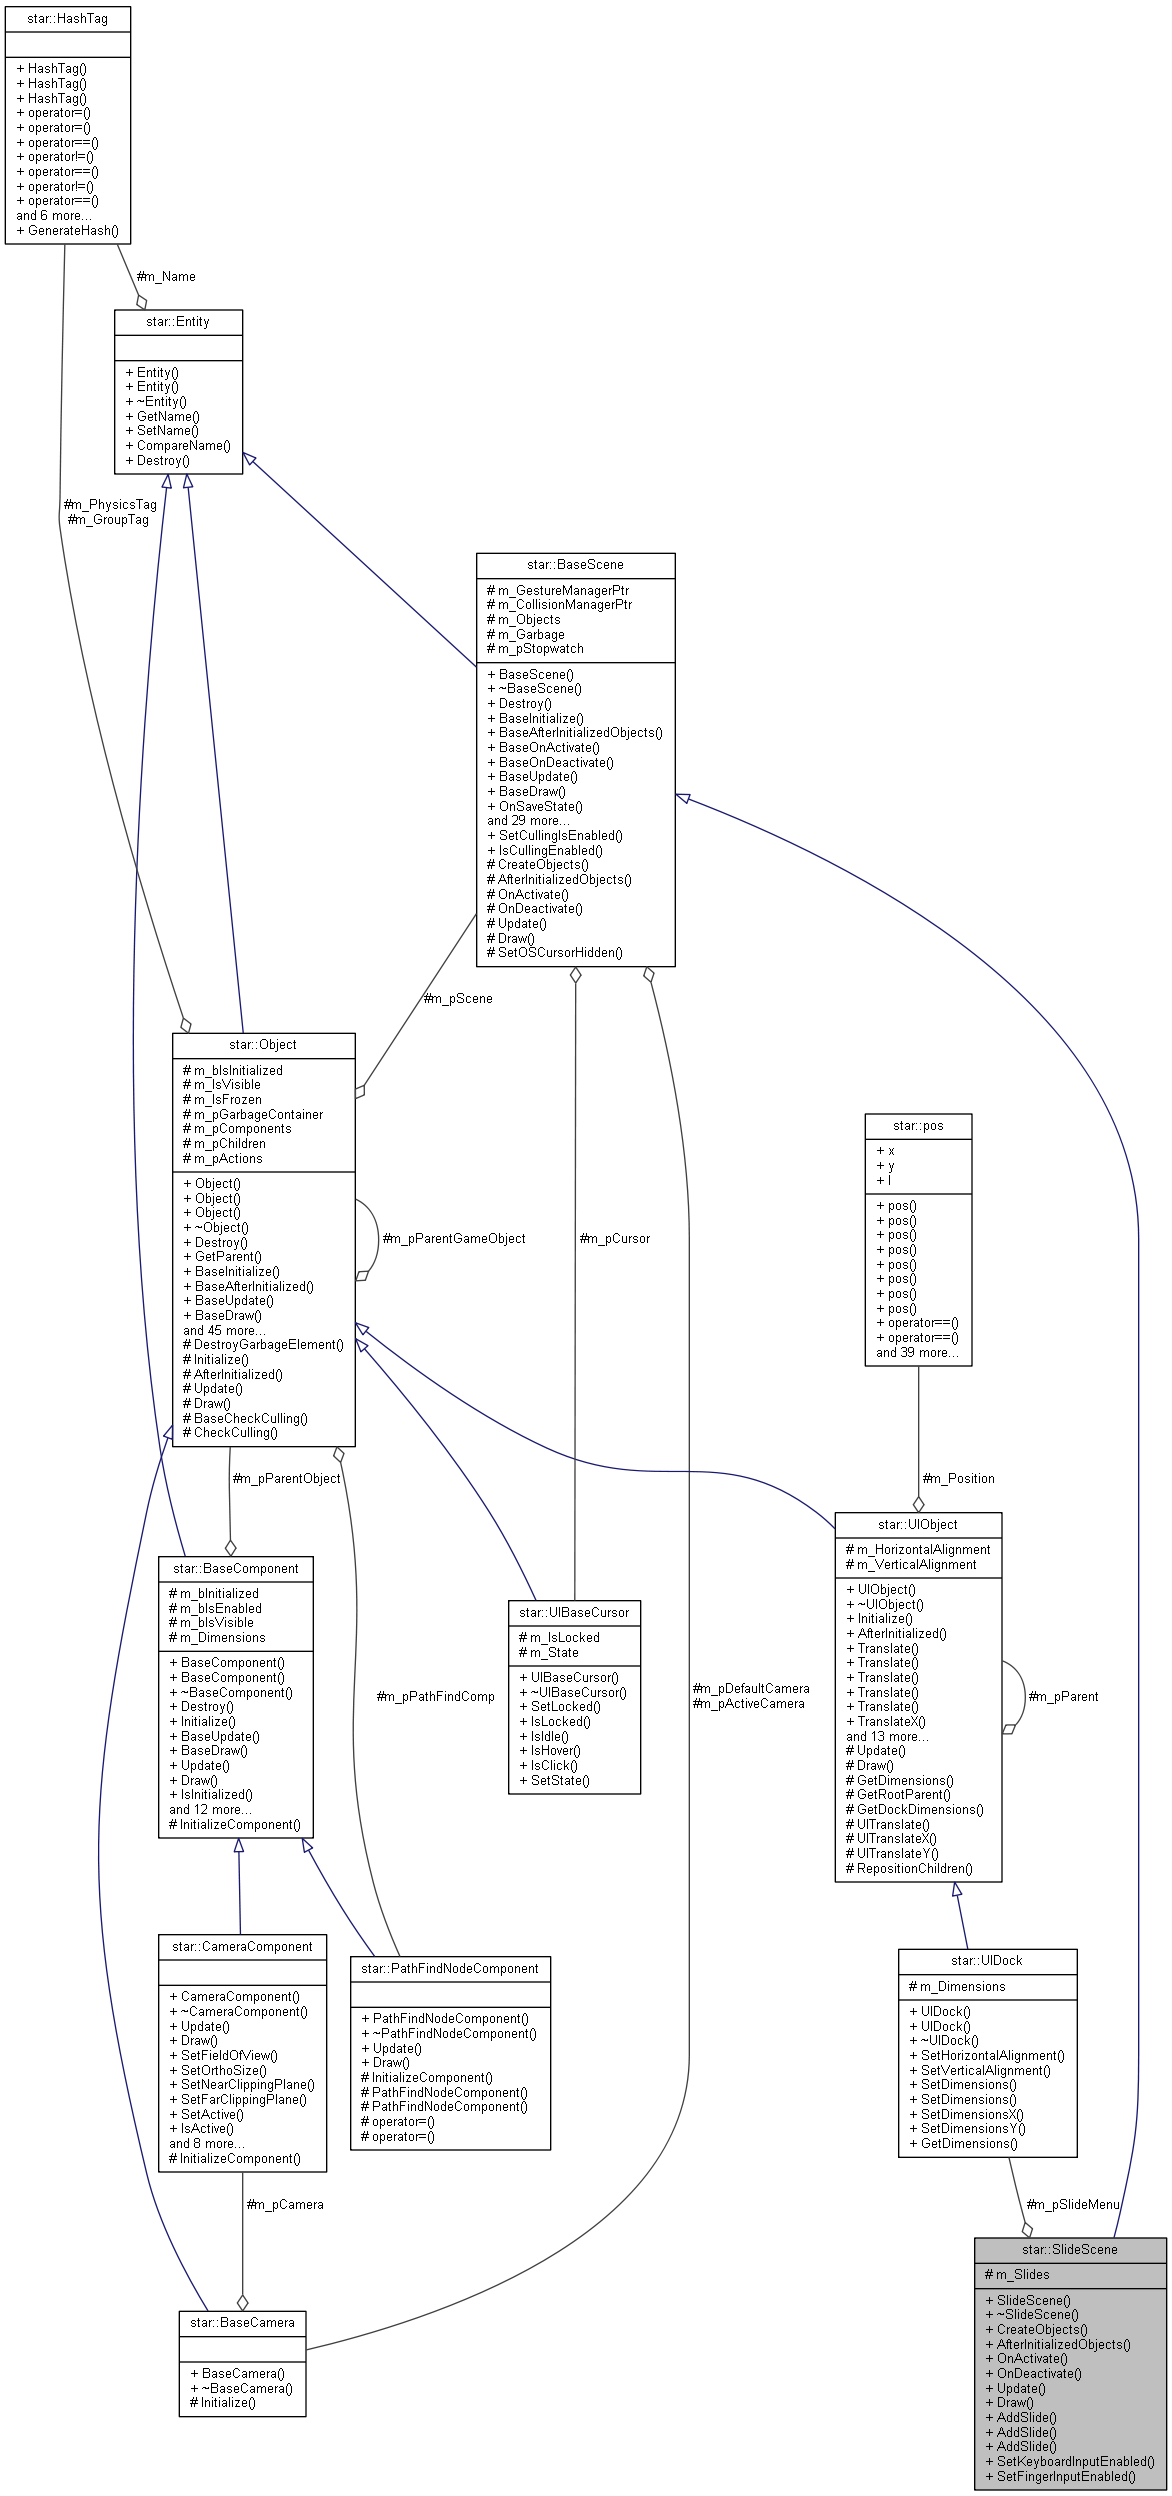 star::HashTag
+ HashTag()
+ HashTag()
+ HashTag()
+ operator=()
+ operator=()
+ operator==()
+ operator!=()
+ operator==()
+ operator!=()
+ operator==()
and 6 more...
+ GenerateHash()
#m_Name
star::Entity
+ Entity()
+ Entity()
+ ~Entity()
+ GetName()
+ SetName()
+ CompareName()
+ Destroy()
#m_PhysicsTag
#m_GroupTag
star::BaseScene
# m_GestureManagerPtr
# m_CollisionManagerPtr
# m_Objects
# m_Garbage
# m_pStopwatch
+ BaseScene()
+ ~BaseScene()
+ Destroy()
+ BaseInitialize()
+ BaseAfterInitializedObjects()
+ BaseOnActivate()
+ BaseOnDeactivate()
+ BaseUpdate()
+ BaseDraw()
+ OnSaveState()
and 29 more...
+ SetCullingIsEnabled()
+ IsCullingEnabled()
# CreateObjects()
# AfterInitializedObjects()
# OnActivate()
# OnDeactivate()
# Update()
# Draw()
# SetOSCursorHidden()
#m_pScene
star::Object
# m_bIsInitialized
# m_IsVisible
# m_IsFrozen
# m_pGarbageContainer
# m_pComponents
# m_pChildren
# m_pActions
+ Object()
+ Object()
+ Object()
+ ~Object()
+ Destroy()
+ GetParent()
+ BaseInitialize()
+ BaseAfterInitialized()
+ BaseUpdate()
+ BaseDraw()
and 45 more...
# DestroyGarbageElement()
# Initialize()
# AfterInitialized()
# Update()
# Draw()
# BaseCheckCulling()
# CheckCulling()
#m_pParentGameObject
#m_pCursor
star::pos
+ x
+ y
+ l
+ pos()
+ pos()
+ pos()
+ pos()
+ pos()
+ pos()
+ pos()
+ pos()
+ operator==()
+ operator==()
and 39 more...
#m_pParentObject
#m_Position
star::BaseComponent
# m_bInitialized
# m_bIsEnabled
# m_bIsVisible
# m_Dimensions
+ BaseComponent()
+ BaseComponent()
+ ~BaseComponent()
+ Destroy()
+ Initialize()
+ BaseUpdate()
+ BaseDraw()
+ Update()
+ Draw()
+ IsInitialized()
and 12 more...
# InitializeComponent()
#m_pPathFindComp
star::UIBaseCursor
# m_IsLocked
# m_State
+ UIBaseCursor()
+ ~UIBaseCursor()
+ SetLocked()
+ IsLocked()
+ IsIdle()
+ IsHover()
+ IsClick()
+ SetState()
#m_pDefaultCamera
#m_pActiveCamera
star::UIObject
# m_HorizontalAlignment
# m_VerticalAlignment
+ UIObject()
+ ~UIObject()
+ Initialize()
+ AfterInitialized()
+ Translate()
+ Translate()
+ Translate()
+ Translate()
+ Translate()
+ TranslateX()
and 13 more...
# Update()
# Draw()
# GetDimensions()
# GetRootParent()
# GetDockDimensions()
# UITranslate()
# UITranslateX()
# UITranslateY()
# RepositionChildren()
#m_pParent
star::CameraComponent
+ CameraComponent()
+ ~CameraComponent()
+ Update()
+ Draw()
+ SetFieldOfView()
+ SetOrthoSize()
+ SetNearClippingPlane()
+ SetFarClippingPlane()
+ SetActive()
+ IsActive()
and 8 more...
# InitializeComponent()
star::PathFindNodeComponent
+ PathFindNodeComponent()
+ ~PathFindNodeComponent()
+ Update()
+ Draw()
# InitializeComponent()
# PathFindNodeComponent()
# PathFindNodeComponent()
# operator=()
# operator=()
star::UIDock
# m_Dimensions
+ UIDock()
+ UIDock()
+ ~UIDock()
+ SetHorizontalAlignment()
+ SetVerticalAlignment()
+ SetDimensions()
+ SetDimensions()
+ SetDimensionsX()
+ SetDimensionsY()
+ GetDimensions()
#m_pCamera
#m_pSlideMenu
star::BaseCamera
+ BaseCamera()
+ ~BaseCamera()
# Initialize()
star::SlideScene
# m_Slides
+ SlideScene()
+ ~SlideScene()
+ CreateObjects()
+ AfterInitializedObjects()
+ OnActivate()
+ OnDeactivate()
+ Update()
+ Draw()
+ AddSlide()
+ AddSlide()
+ AddSlide()
+ SetKeyboardInputEnabled()
+ SetFingerInputEnabled()